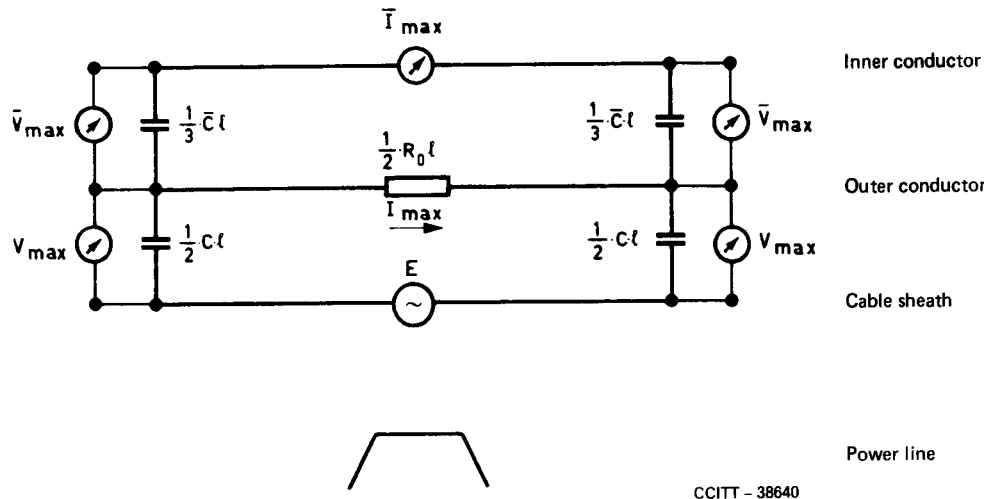 Ī max
Inner conductor
V̄ max
1/3 · C̄ · ℓ
1/3 · C̄ · ℓ
V̄ max
1/2 · R₀ ℓ
Outer conductor
I max
V max
1/2 · C · ℓ
1/2 · C · ℓ
V max
E
~
Cable sheath
Power line
CCITT – 38640